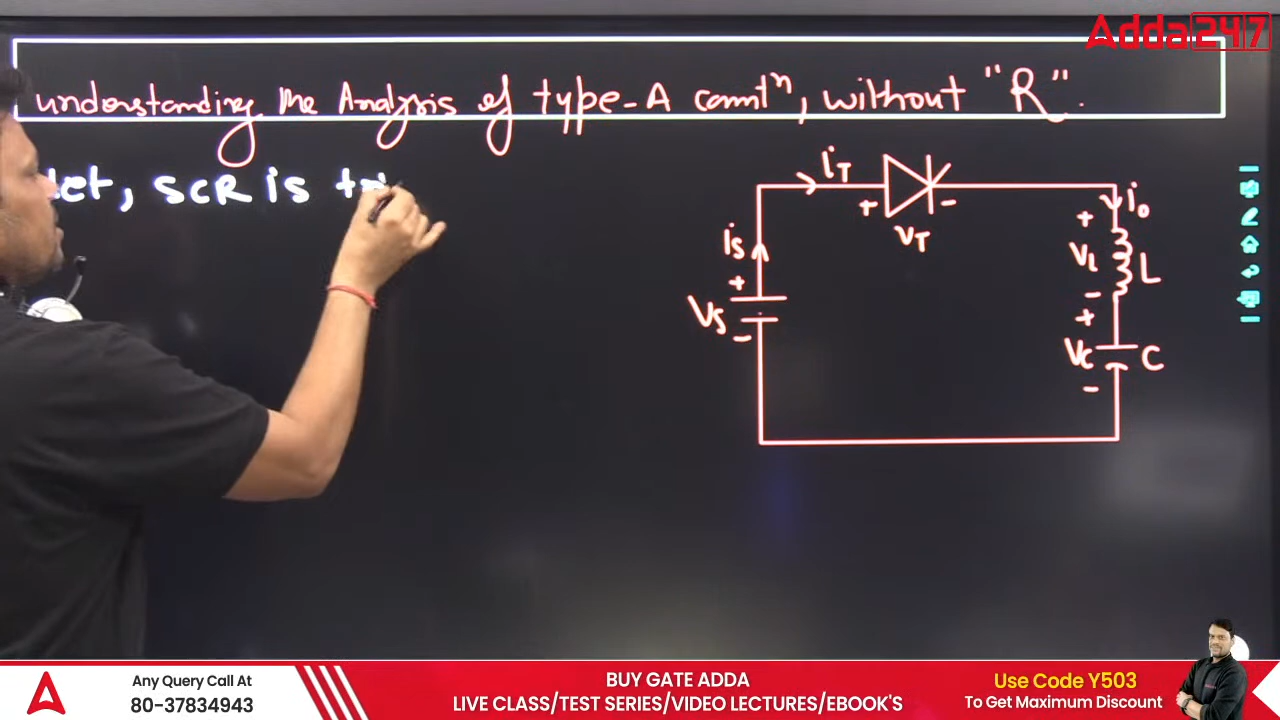 Adda247
understanding the Analysis of type-A comtⁿ, without "R".
Let, SCR is
iT
+ -
vT
is
+
Vs
-
io
+
VL
L
-
+
Vc
C
-
Any Query Call At
80-37834943
BUY GATE ADDA
LIVE CLASS/TEST SERIES/VIDEO LECTURES/EBOOK'S
Use Code Y503
To Get Maximum Discount